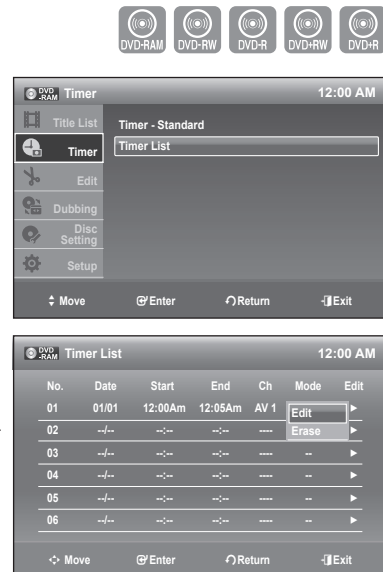 DVD-RAM DVD-RW DVD-R DVD+RW DVD+R
DVD -RAM Timer 12:00 AM
Title List
Timer - Standard
Timer
Timer List
Edit
Dubbing
Disc Setting
Setup
Move Enter Return Exit
DVD -RAM Timer List 12:00 AM
No. Date Start End Ch Mode Edit
01 01/01 12:00Am 12:05Am AV 1 Edit ►
02 --/-- --:-- --:-- ---- Erase ►
03 --/-- --:-- --:-- ---- -- ►
04 --/-- --:-- --:-- ---- -- ►
05 --/-- --:-- --:-- ---- -- ►
06 --/-- --:-- --:-- ---- -- ►
Move Enter Return Exit